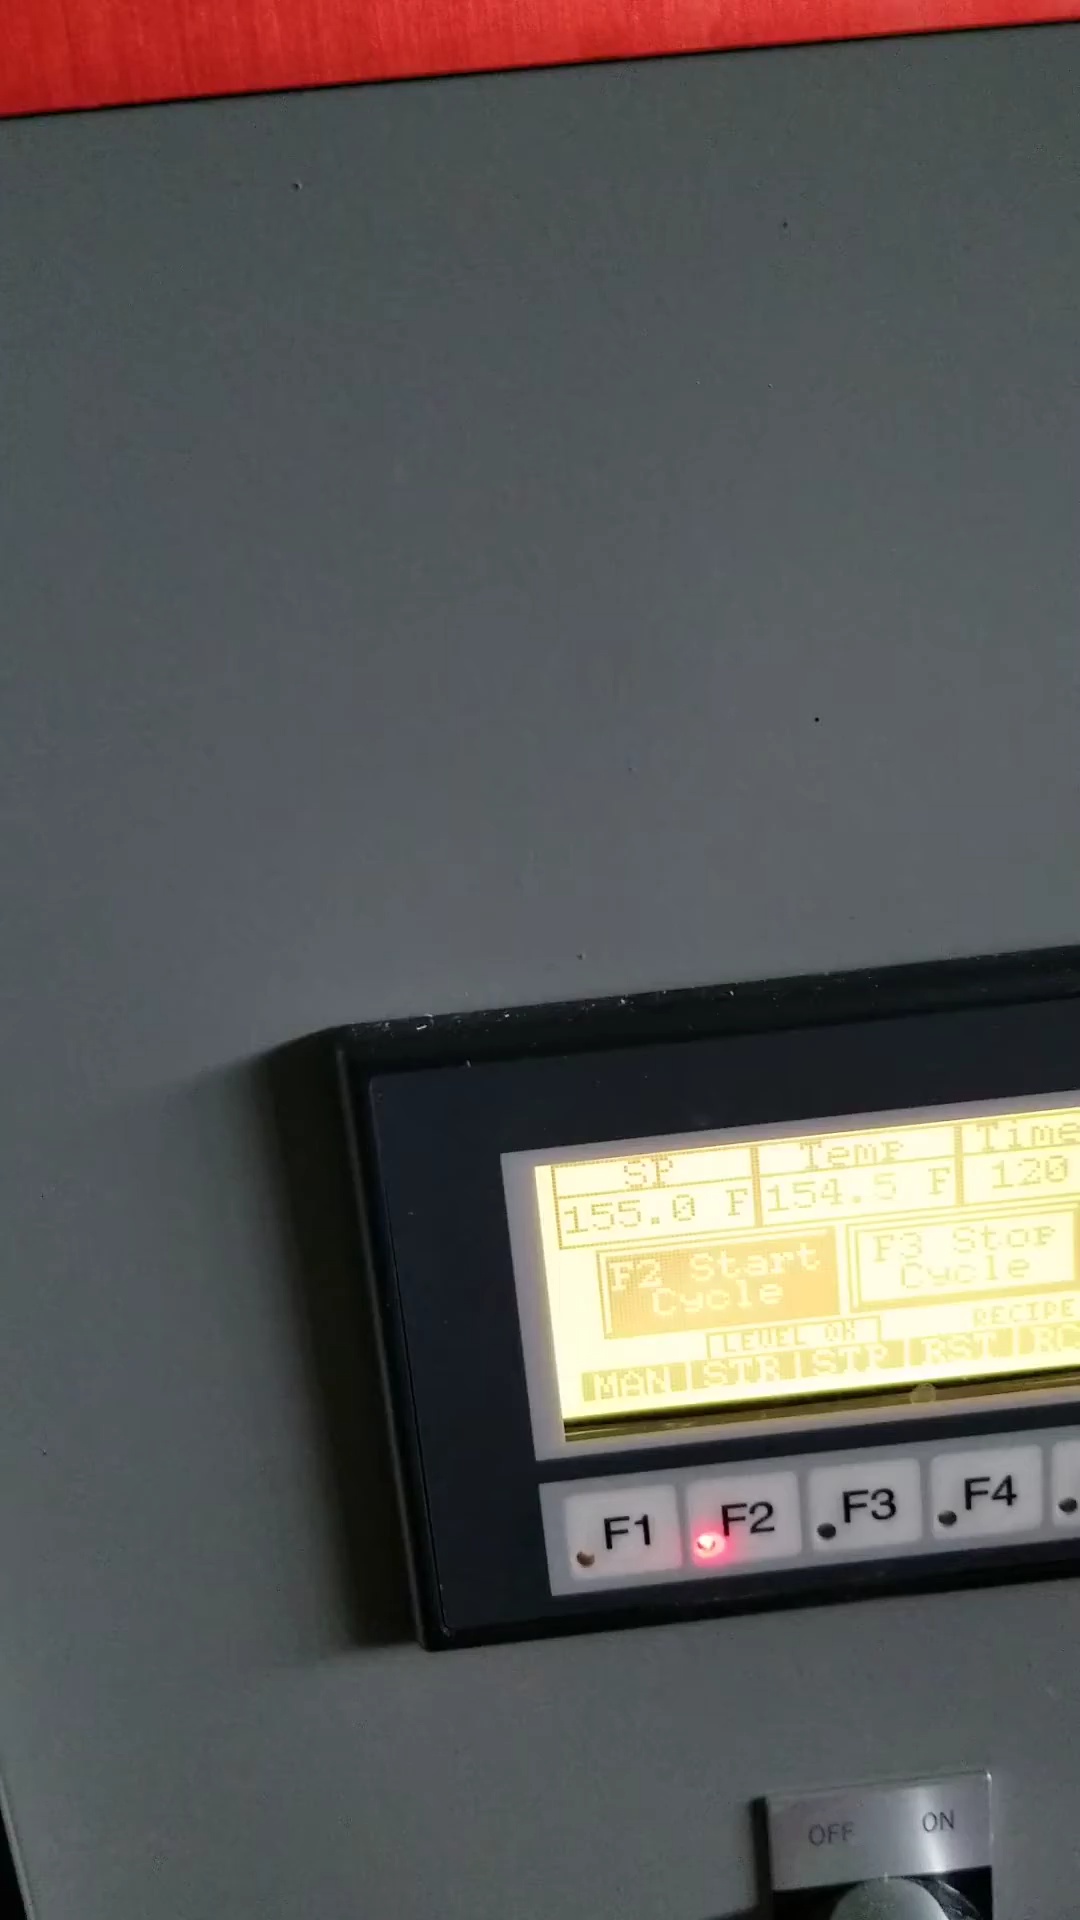 SP Temp Time
155.0 F 154.5 F 120
F2 Start Cycle
F3 Stop Cycle
LEVEL OK RECIPE
MAN STR STP RST RC
F1 F2 F3 F4
OFF ON